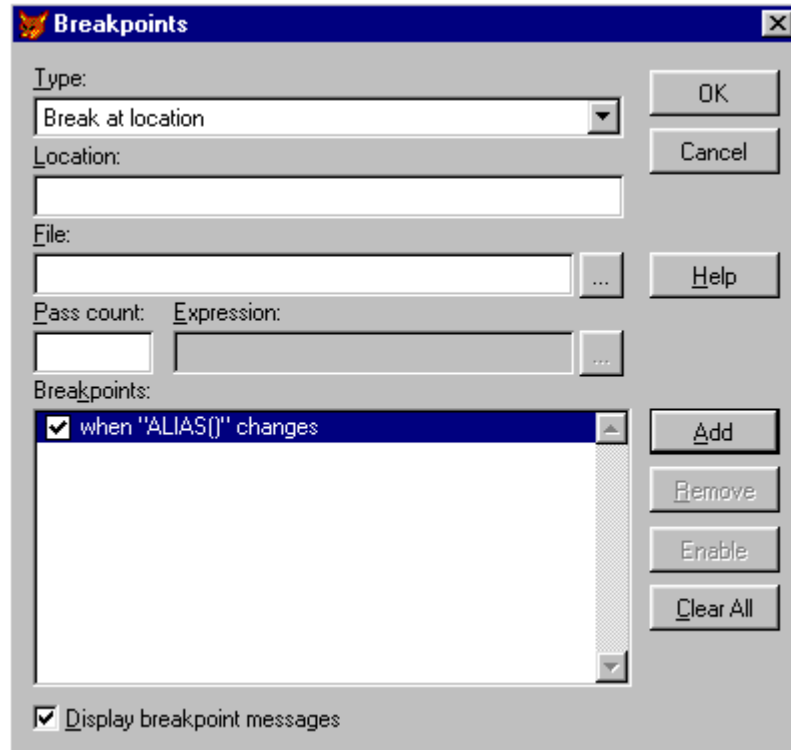 Breakpoints
Type:
OK
Break at location
Cancel
Location:
File:
...
Help
Pass count: Expression:
...
Breakpoints:
when "ALIAS()" changes
Add
Remove
Enable
Clear All
Display breakpoint messages